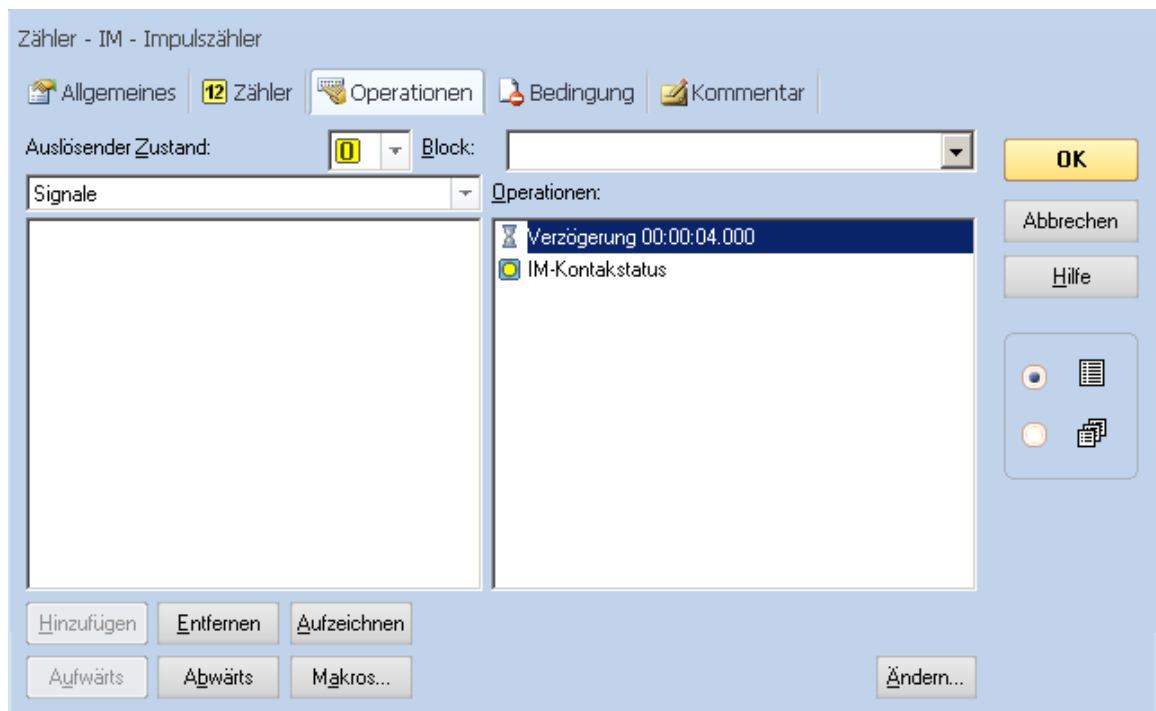 Zähler - IM - Impulszähler
Allgemeines 12 Zähler Operationen Bedingung Kommentar
Auslösender Zustand: 0 Block:
OK
Signale Operationen:
Abbrechen
Verzögerung 00:00:04.000
IM-Kontakstatus
Hilfe
Hinzufügen Entfernen Aufzeichnen
Aufwärts Abwärts Makros... Ändern...